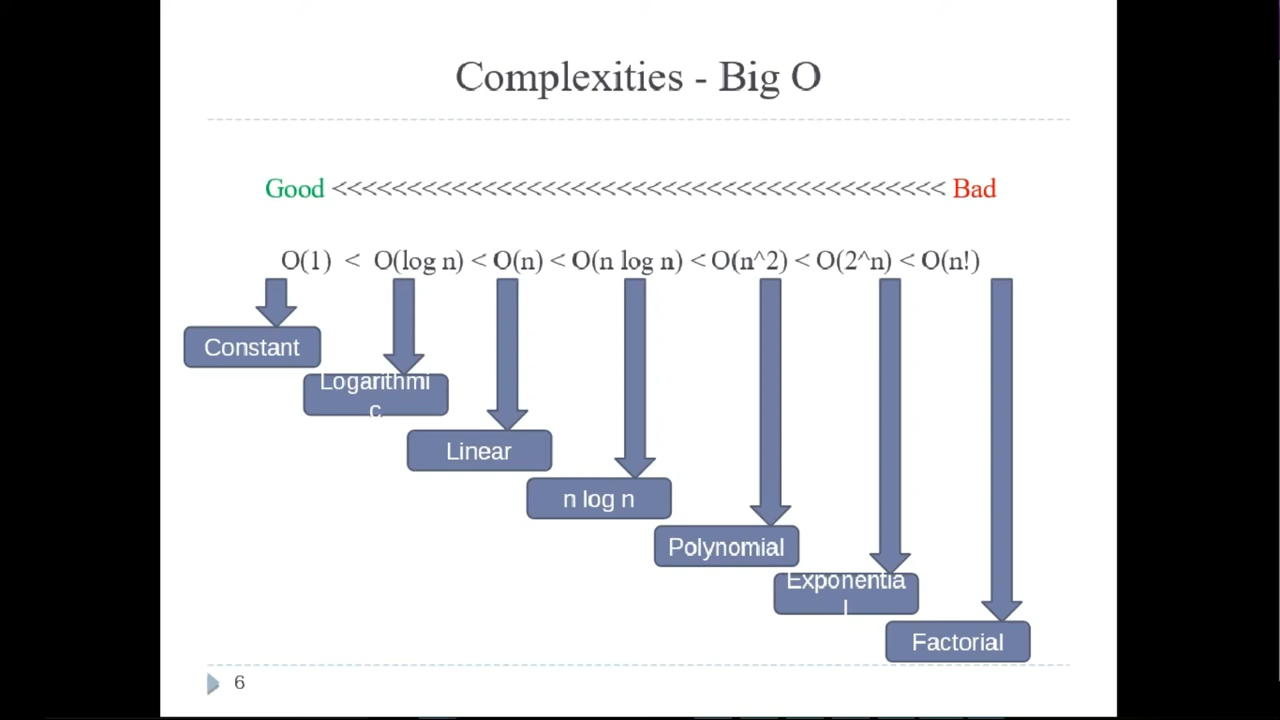 Complexities - Big O
Good <<<<<<<<<<<<<<<<<<<<<<<<<<<<<<<<<<<<<<<<< Bad
O(1) < O(log n) < O(n) < O(n log n) < O(n^2) < O(2^n) < O(n!)
Constant
Logarithmi
c
Linear
n log n
Polynomial
Exponentia
l
Factorial
6